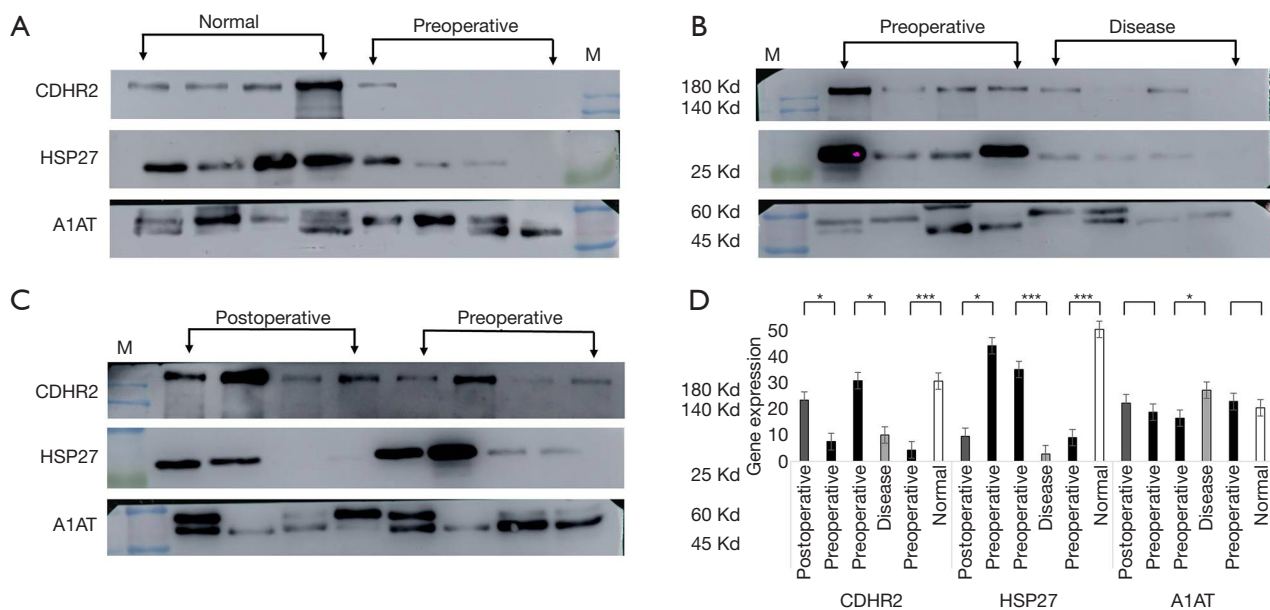 A
Normal
Preoperative
M
CDHR2
HSP27
A1AT
B
M
Preoperative
Disease
180 Kd
140 Kd
25 Kd
60 Kd
45 Kd
C
M
Postoperative
Preoperative
CDHR2
HSP27
A1AT
180 Kd
140 Kd
25 Kd
60 Kd
45 Kd
D
* * *** * *** *** *
Gene expression
50
40
30
20
10
0
Postoperative
Preoperative
Preoperative
Disease
Preoperative
Normal
Postoperative
Preoperative
Preoperative
Disease
Preoperative
Normal
Postoperative
Preoperative
Preoperative
Disease
Preoperative
Normal
CDHR2 HSP27 A1AT